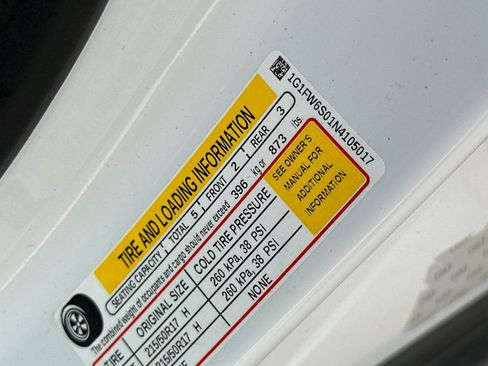 1G1FW6S01N4105017
TIRE AND LOADING INFORMATION
SEATING CAPACITY TOTAL 5 FRONT 2 REAR 3
The combined weight of occupants and cargo should never exceed 396 kg or 873 lbs
TIRE ORIGINAL SIZE COLD TIRE PRESSURE
215/50R17 H 260 kPa, 38 PSI
215/50R17 H 260 kPa, 38 PSI
NONE
SEE OWNER'S
MANUAL FOR
ADDITIONAL
INFORMATION